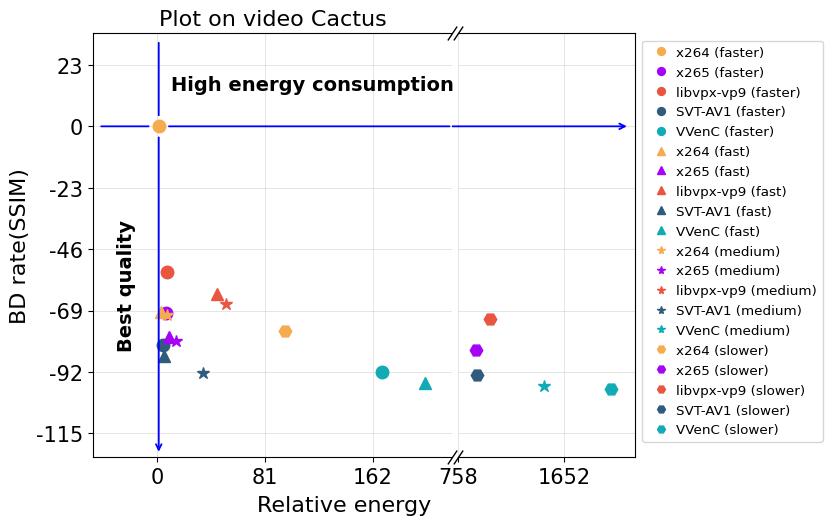 Plot on video Cactus
High energy consumption
Best quality
BD rate(SSIM)
23
0
-23
-46
-69
-92
-115
0 81 162 758 1652
Relative energy
x264 (faster)
x265 (faster)
libvpx-vp9 (faster)
SVT-AV1 (faster)
VVenC (faster)
x264 (fast)
x265 (fast)
libvpx-vp9 (fast)
SVT-AV1 (fast)
VVenC (fast)
x264 (medium)
x265 (medium)
libvpx-vp9 (medium)
SVT-AV1 (medium)
VVenC (medium)
x264 (slower)
x265 (slower)
libvpx-vp9 (slower)
SVT-AV1 (slower)
VVenC (slower)